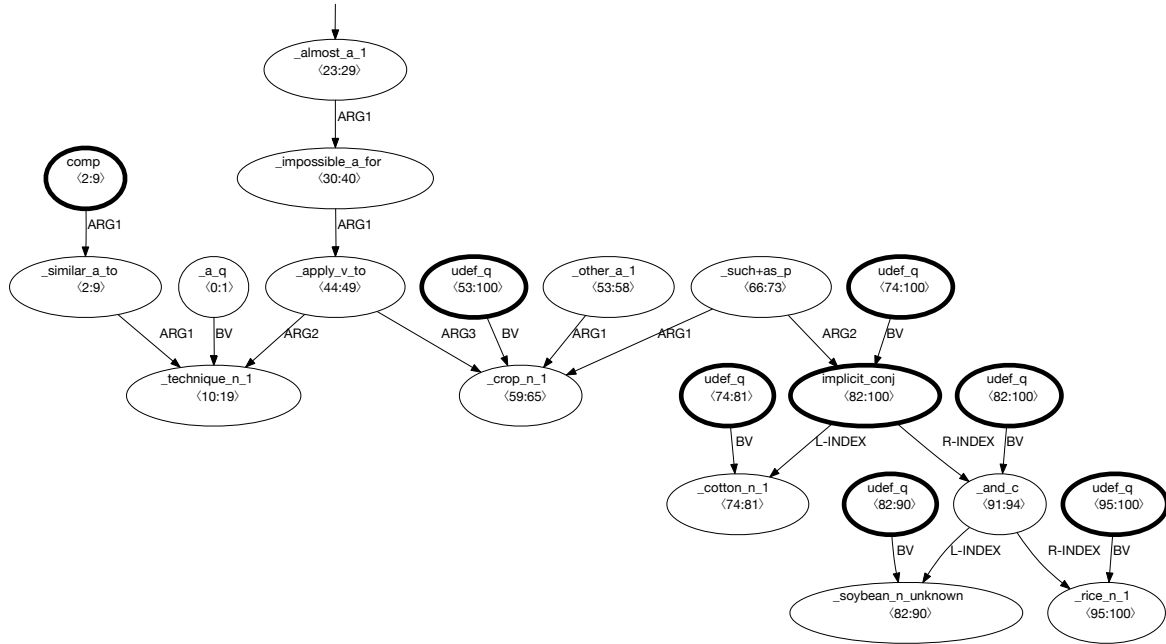 _almost_a_1
⟨23:29⟩
ARG1
comp
⟨2:9⟩
_impossible_a_for
⟨30:40⟩
ARG1
ARG1
_similar_a_to
⟨2:9⟩
_a_q
⟨0:1⟩
_apply_v_to
⟨44:49⟩
udef_q
⟨53:100⟩
_other_a_1
⟨53:58⟩
_such+as_p
⟨66:73⟩
udef_q
⟨74:100⟩
ARG1
BV
ARG2
ARG3
BV
ARG1
ARG1
ARG2
BV
_technique_n_1
⟨10:19⟩
_crop_n_1
⟨59:65⟩
udef_q
⟨74:81⟩
implicit_conj
⟨82:100⟩
udef_q
⟨82:100⟩
BV
L-INDEX
R-INDEX
BV
_cotton_n_1
⟨74:81⟩
udef_q
⟨82:90⟩
_and_c
⟨91:94⟩
udef_q
⟨95:100⟩
BV
L-INDEX
R-INDEX
BV
_soybean_n_unknown
⟨82:90⟩
_rice_n_1
⟨95:100⟩